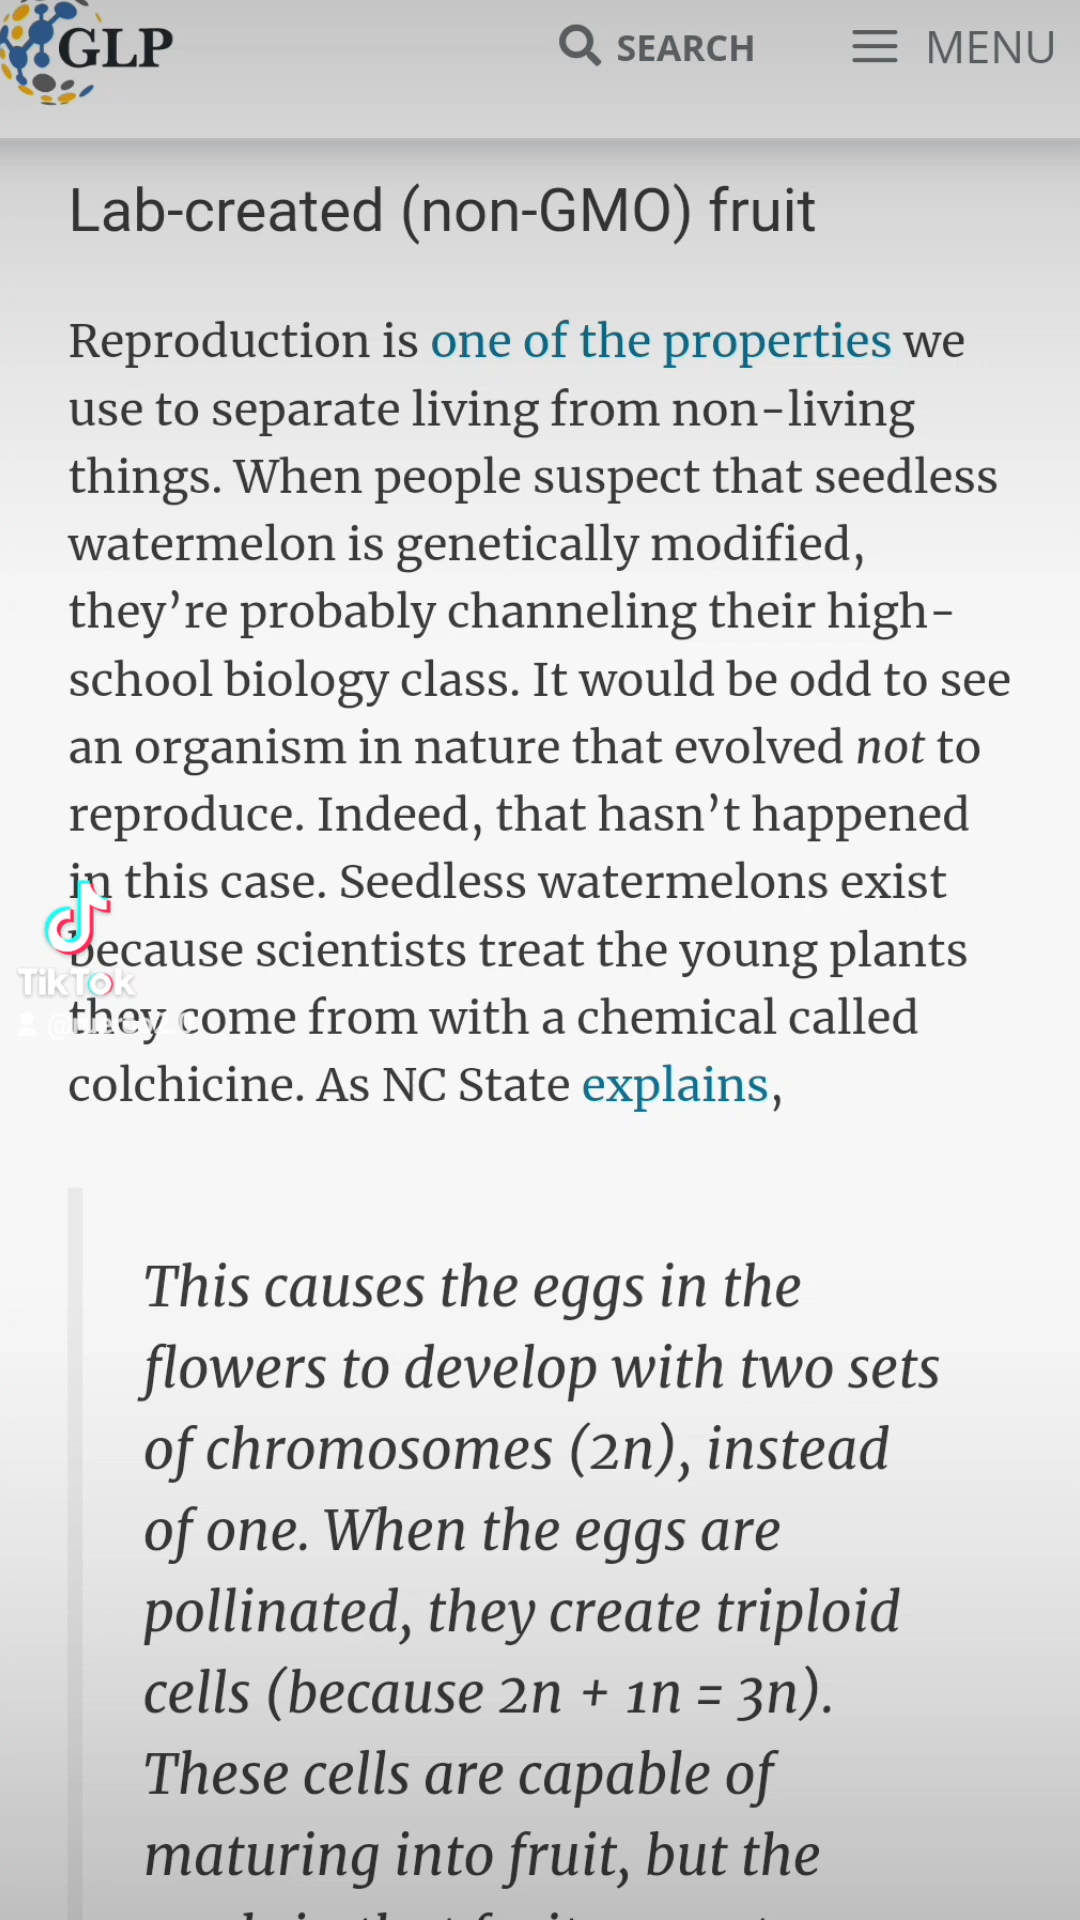 GLP
SEARCH
MENU
Lab-created (non-GMO) fruit
Reproduction is one of the properties we
use to separate living from non-living
things. When people suspect that seedless
watermelon is genetically modified,
they’re probably channeling their high-
school biology class. It would be odd to see
an organism in nature that evolved not to
reproduce. Indeed, that hasn’t happened
in this case. Seedless watermelons exist
because scientists treat the young plants
TikTok
they come from with a chemical called
colchicine. As NC State explains,
This causes the eggs in the
flowers to develop with two sets
of chromosomes (2n), instead
of one. When the eggs are
pollinated, they create triploid
cells (because 2n + 1n = 3n).
These cells are capable of
maturing into fruit, but the